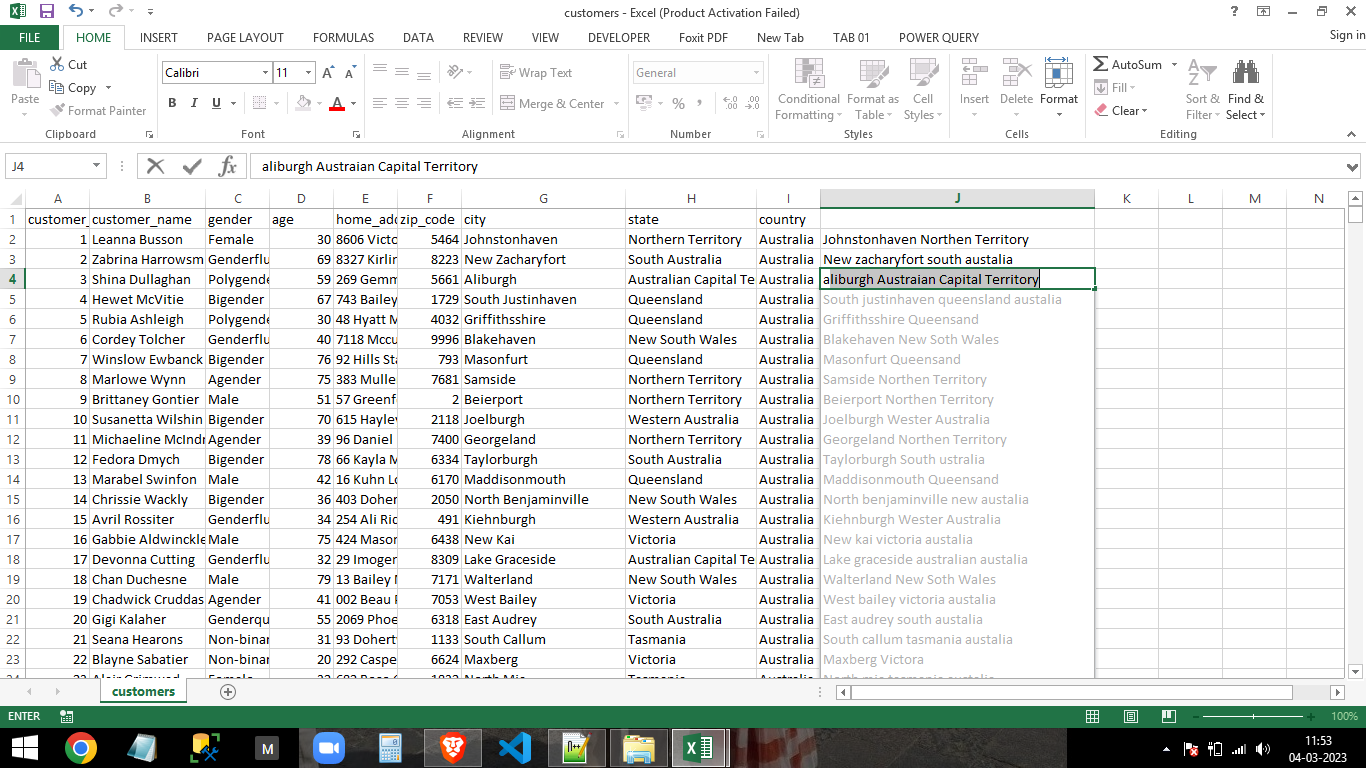 customers - Excel (Product Activation Failed)
FILE HOME INSERT PAGE LAYOUT FORMULAS DATA REVIEW VIEW DEVELOPER Foxit PDF New Tab TAB 01 POWER QUERY Sign in
Paste Cut Copy Format Painter Clipboard
Calibri 11 B I U A Font
Wrap Text Merge & Center Alignment
General % Number
Conditional Formatting Format as Table Cell Styles Styles
Insert Delete Format Cells
AutoSum Fill Clear Sort & Filter Find & Select Editing
J4 fx aliburgh Austraian Capital Territory
A B C D E F G H I J K L M N
1 customer_ customer_name gender age home_add zip_code city state country
2 1 Leanna Busson Female 30 8606 Victo 5464 Johnstonhaven Northern Territory Australia Johnstonhaven Northen Territory
3 2 Zabrina Harrowsm Genderflu 69 8327 Kirlin 8223 New Zacharyfort South Australia Australia New zacharyfort south austalia
4 3 Shina Dullaghan Polygende 59 269 Gemm 5661 Aliburgh Australian Capital Te Australia aliburgh Austraian Capital Territory
5 4 Hewet McVitie Bigender 67 743 Bailey 1729 South Justinhaven Queensland Australia South justinhaven queensland austalia
6 5 Rubia Ashleigh Polygende 30 48 Hyatt M 4032 Griffithsshire Queensland Australia Griffithsshire Queensand
7 6 Cordey Tolcher Genderflu 40 7118 Mccu 9996 Blakehaven New South Wales Australia Blakehaven New Soth Wales
8 7 Winslow Ewbanck Bigender 76 92 Hills Sta 793 Masonfurt Queensland Australia Masonfurt Queensand
9 8 Marlowe Wynn Agender 75 383 Mulle 7681 Samside Northern Territory Australia Samside Northen Territory
10 9 Brittaney Gontier Male 51 57 Greenf 2 Beierport Northern Territory Australia Beierport Northen Territory
11 10 Susanetta Wilshin Bigender 70 615 Hayley 2118 Joelburgh Western Australia Australia Joelburgh Wester Australia
12 11 Michaeline McIndr Agender 39 96 Daniel 7400 Georgeland Northern Territory Australia Georgeland Northen Territory
13 12 Fedora Dmych Bigender 78 66 Kayla M 6334 Taylorburgh South Australia Australia Taylorburgh South ustralia
14 13 Marabel Swinfon Male 42 16 Kuhn Lo 6170 Maddisonmouth Queensland Australia Maddisonmouth Queensand
15 14 Chrissie Wackly Bigender 36 403 Doher 2050 North Benjaminville New South Wales Australia North benjaminville new austalia
16 15 Avril Rossiter Genderflu 34 254 Ali Ric 491 Kiehnburgh Western Australia Australia Kiehnburgh Wester Australia
17 16 Gabbie Aldwinckle Male 75 424 Mason 6438 New Kai Victoria Australia New kai victoria austalia
18 17 Devonna Cutting Genderflu 32 29 Imoger 8309 Lake Graceside Australian Capital Te Australia Lake graceside australian austalia
19 18 Chan Duchesne Male 79 13 Bailey 7171 Walterland New South Wales Australia Walterland New Soth Wales
20 19 Chadwick Cruddas Agender 41 002 Beau 7053 West Bailey Victoria Australia West bailey victoria austalia
21 20 Gigi Kalaher Genderqu 55 2069 Phoe 6318 East Audrey South Australia Australia East audrey south australia
22 21 Seana Hearons Non-binar 31 93 Dohert 1133 South Callum Tasmania Australia South callum tasmania austalia
23 22 Blayne Sabatier Non-binar 20 292 Caspe 6624 Maxberg Victoria Australia Maxberg Victora
customers
ENTER 100%
M 11:53
04-03-2023